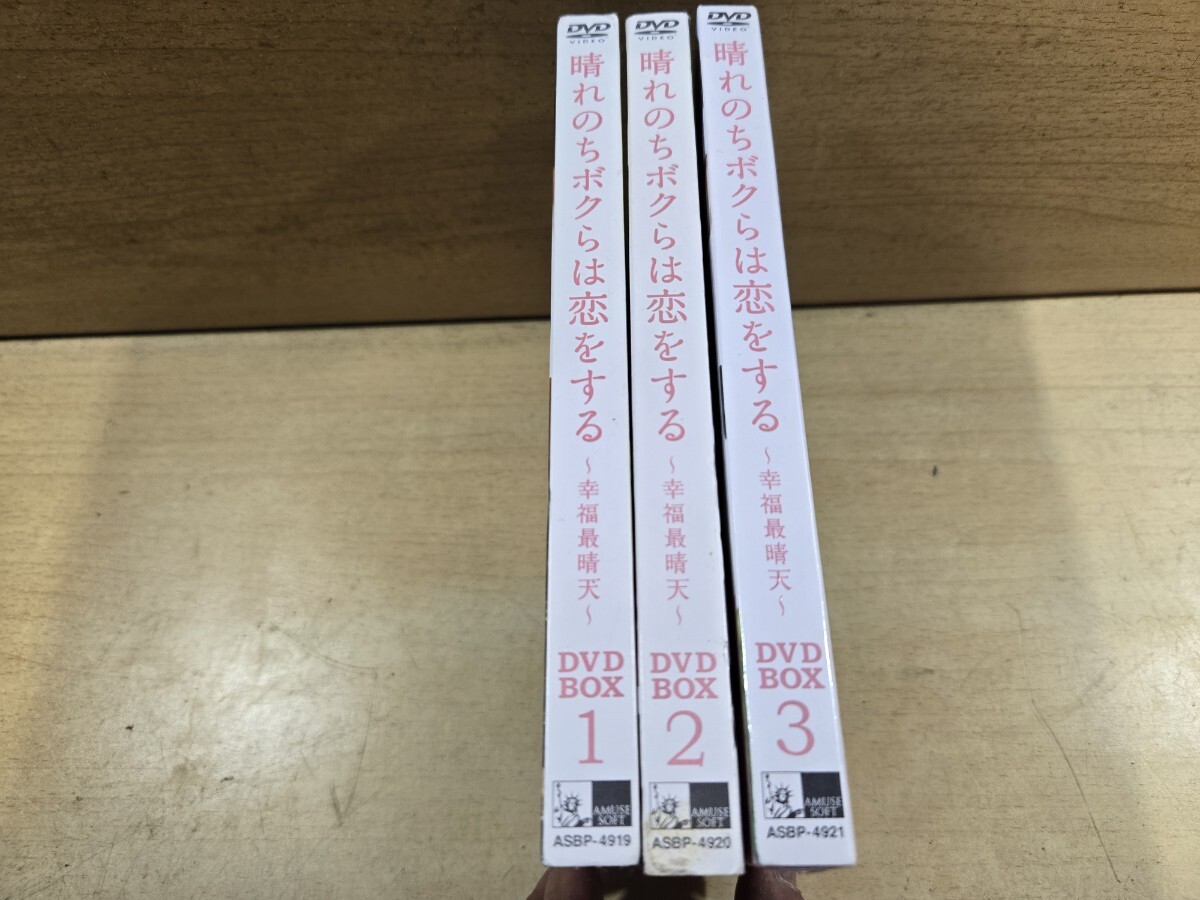 DVD
VIDEO
晴れのちボクらは恋をする
～幸福最晴天～
DVD
BOX
1
AMUSE
SOFT
ASBP-4919
DVD
VIDEO
晴れのちボクらは恋をする
～幸福最晴天～
DVD
BOX
2
AMUSE
SOFT
ASBP-4920
DVD
VIDEO
晴れのちボクらは恋をする
～幸福最晴天～
DVD
BOX
3
AMUSE
SOFT
ASBP-4921